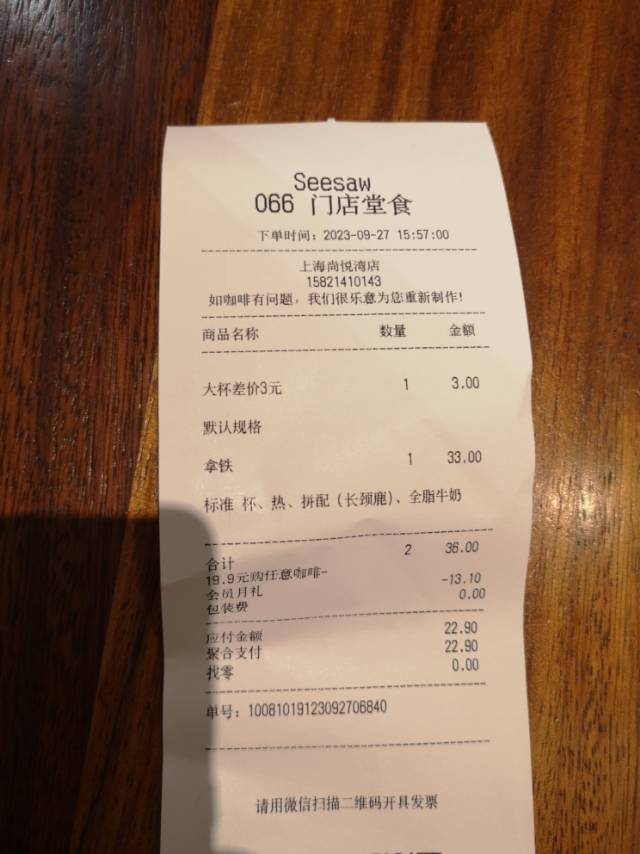 Seesaw
066 门店堂食
下单时间：2023-09-27 15:57:00
上海尚悦湾店
15821410143
如咖啡有问题，我们很乐意为您重新制作！
商品名称 数量 金额
大杯差价3元 1 3.00
默认规格
拿铁 1 33.00
标准 杯、热、拼配（长颈鹿）、全脂牛奶
合计 2 36.00
19.9元购任意咖啡-
会员月礼 -13.10
包装费 0.00
应付金额 22.90
聚合支付 22.90
找零 0.00
单号：10081019123092706840
请用微信扫描二维码开具发票